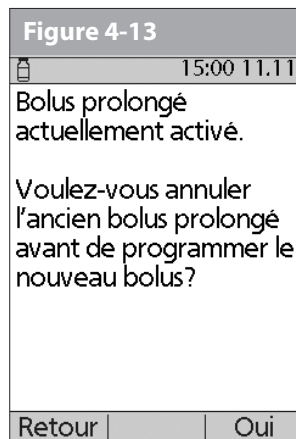 Figure 4-13
15:00 11.11
Bolus prolongé
actuellement activé.
Voulez-vous annuler
l'ancien bolus prolongé
avant de programmer le
nouveau bolus?
Retour Oui